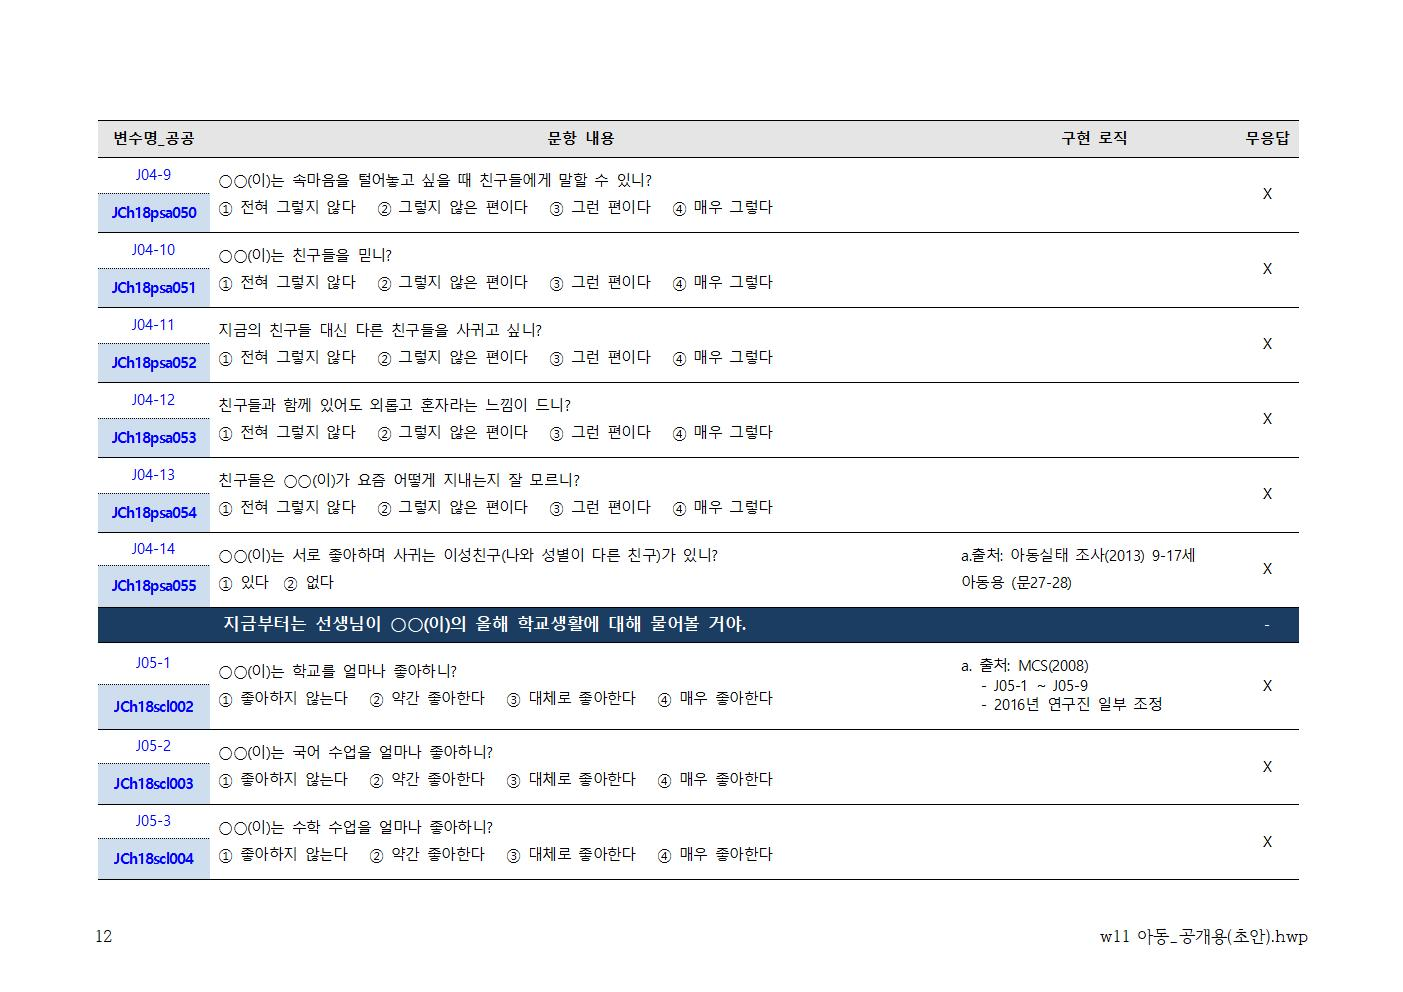 변수명_공공 문항 내용 구현 로직 무응답
J04-9
○○(이)는 속마음을 털어놓고 싶을 때 친구들에게 말할 수 있니?
X
JCh18psa050
① 전혀 그렇지 않다 ② 그렇지 않은 편이다 ③ 그런 편이다 ④ 매우 그렇다
J04-10
○○(이)는 친구들을 믿니?
X
JCh18psa051
① 전혀 그렇지 않다 ② 그렇지 않은 편이다 ③ 그런 편이다 ④ 매우 그렇다
J04-11
지금의 친구들 대신 다른 친구들을 사귀고 싶니?
X
JCh18psa052
① 전혀 그렇지 않다 ② 그렇지 않은 편이다 ③ 그런 편이다 ④ 매우 그렇다
J04-12
친구들과 함께 있어도 외롭고 혼자라는 느낌이 드니?
X
JCh18psa053
① 전혀 그렇지 않다 ② 그렇지 않은 편이다 ③ 그런 편이다 ④ 매우 그렇다
J04-13
친구들은 ○○(이)가 요즘 어떻게 지내는지 잘 모르니?
X
JCh18psa054
① 전혀 그렇지 않다 ② 그렇지 않은 편이다 ③ 그런 편이다 ④ 매우 그렇다
J04-14
○○(이)는 서로 좋아하며 사귀는 이성친구(나와 성별이 다른 친구)가 있니?
a.출처: 아동실태 조사(2013) 9-17세
X
JCh18psa055
① 있다 ② 없다
아동용 (문27-28)
지금부터는 선생님이 ○○(이)의 올해 학교생활에 대해 물어볼 거야. -
J05-1
○○(이)는 학교를 얼마나 좋아하니?
a. 출처: MCS(2008)
- J05-1 ~ J05-9
X
JCh18scl002
① 좋아하지 않는다 ② 약간 좋아한다 ③ 대체로 좋아한다 ④ 매우 좋아한다
- 2016년 연구진 일부 조정
J05-2
○○(이)는 국어 수업을 얼마나 좋아하니?
X
JCh18scl003
① 좋아하지 않는다 ② 약간 좋아한다 ③ 대체로 좋아한다 ④ 매우 좋아한다
J05-3
○○(이)는 수학 수업을 얼마나 좋아하니?
X
JCh18scl004
① 좋아하지 않는다 ② 약간 좋아한다 ③ 대체로 좋아한다 ④ 매우 좋아한다
12
w11 아동_공개용(초안).hwp